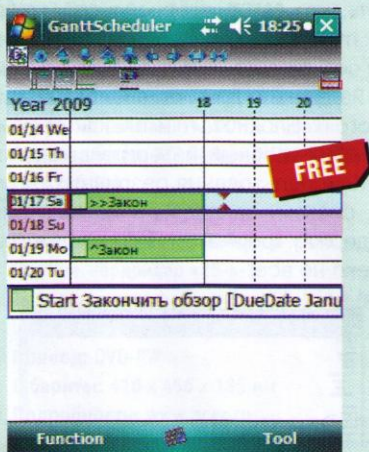 GanttScheduler 18:25
Year 2009 18 19 20
01/14 We
01/15 Th
01/16 Fr
FREE
01/17 Sa >>Закон
01/18 Su
01/19 Mo ^Закон
01/20 Tu
Start Закончить обзор [DueDate Janu
Function Tool